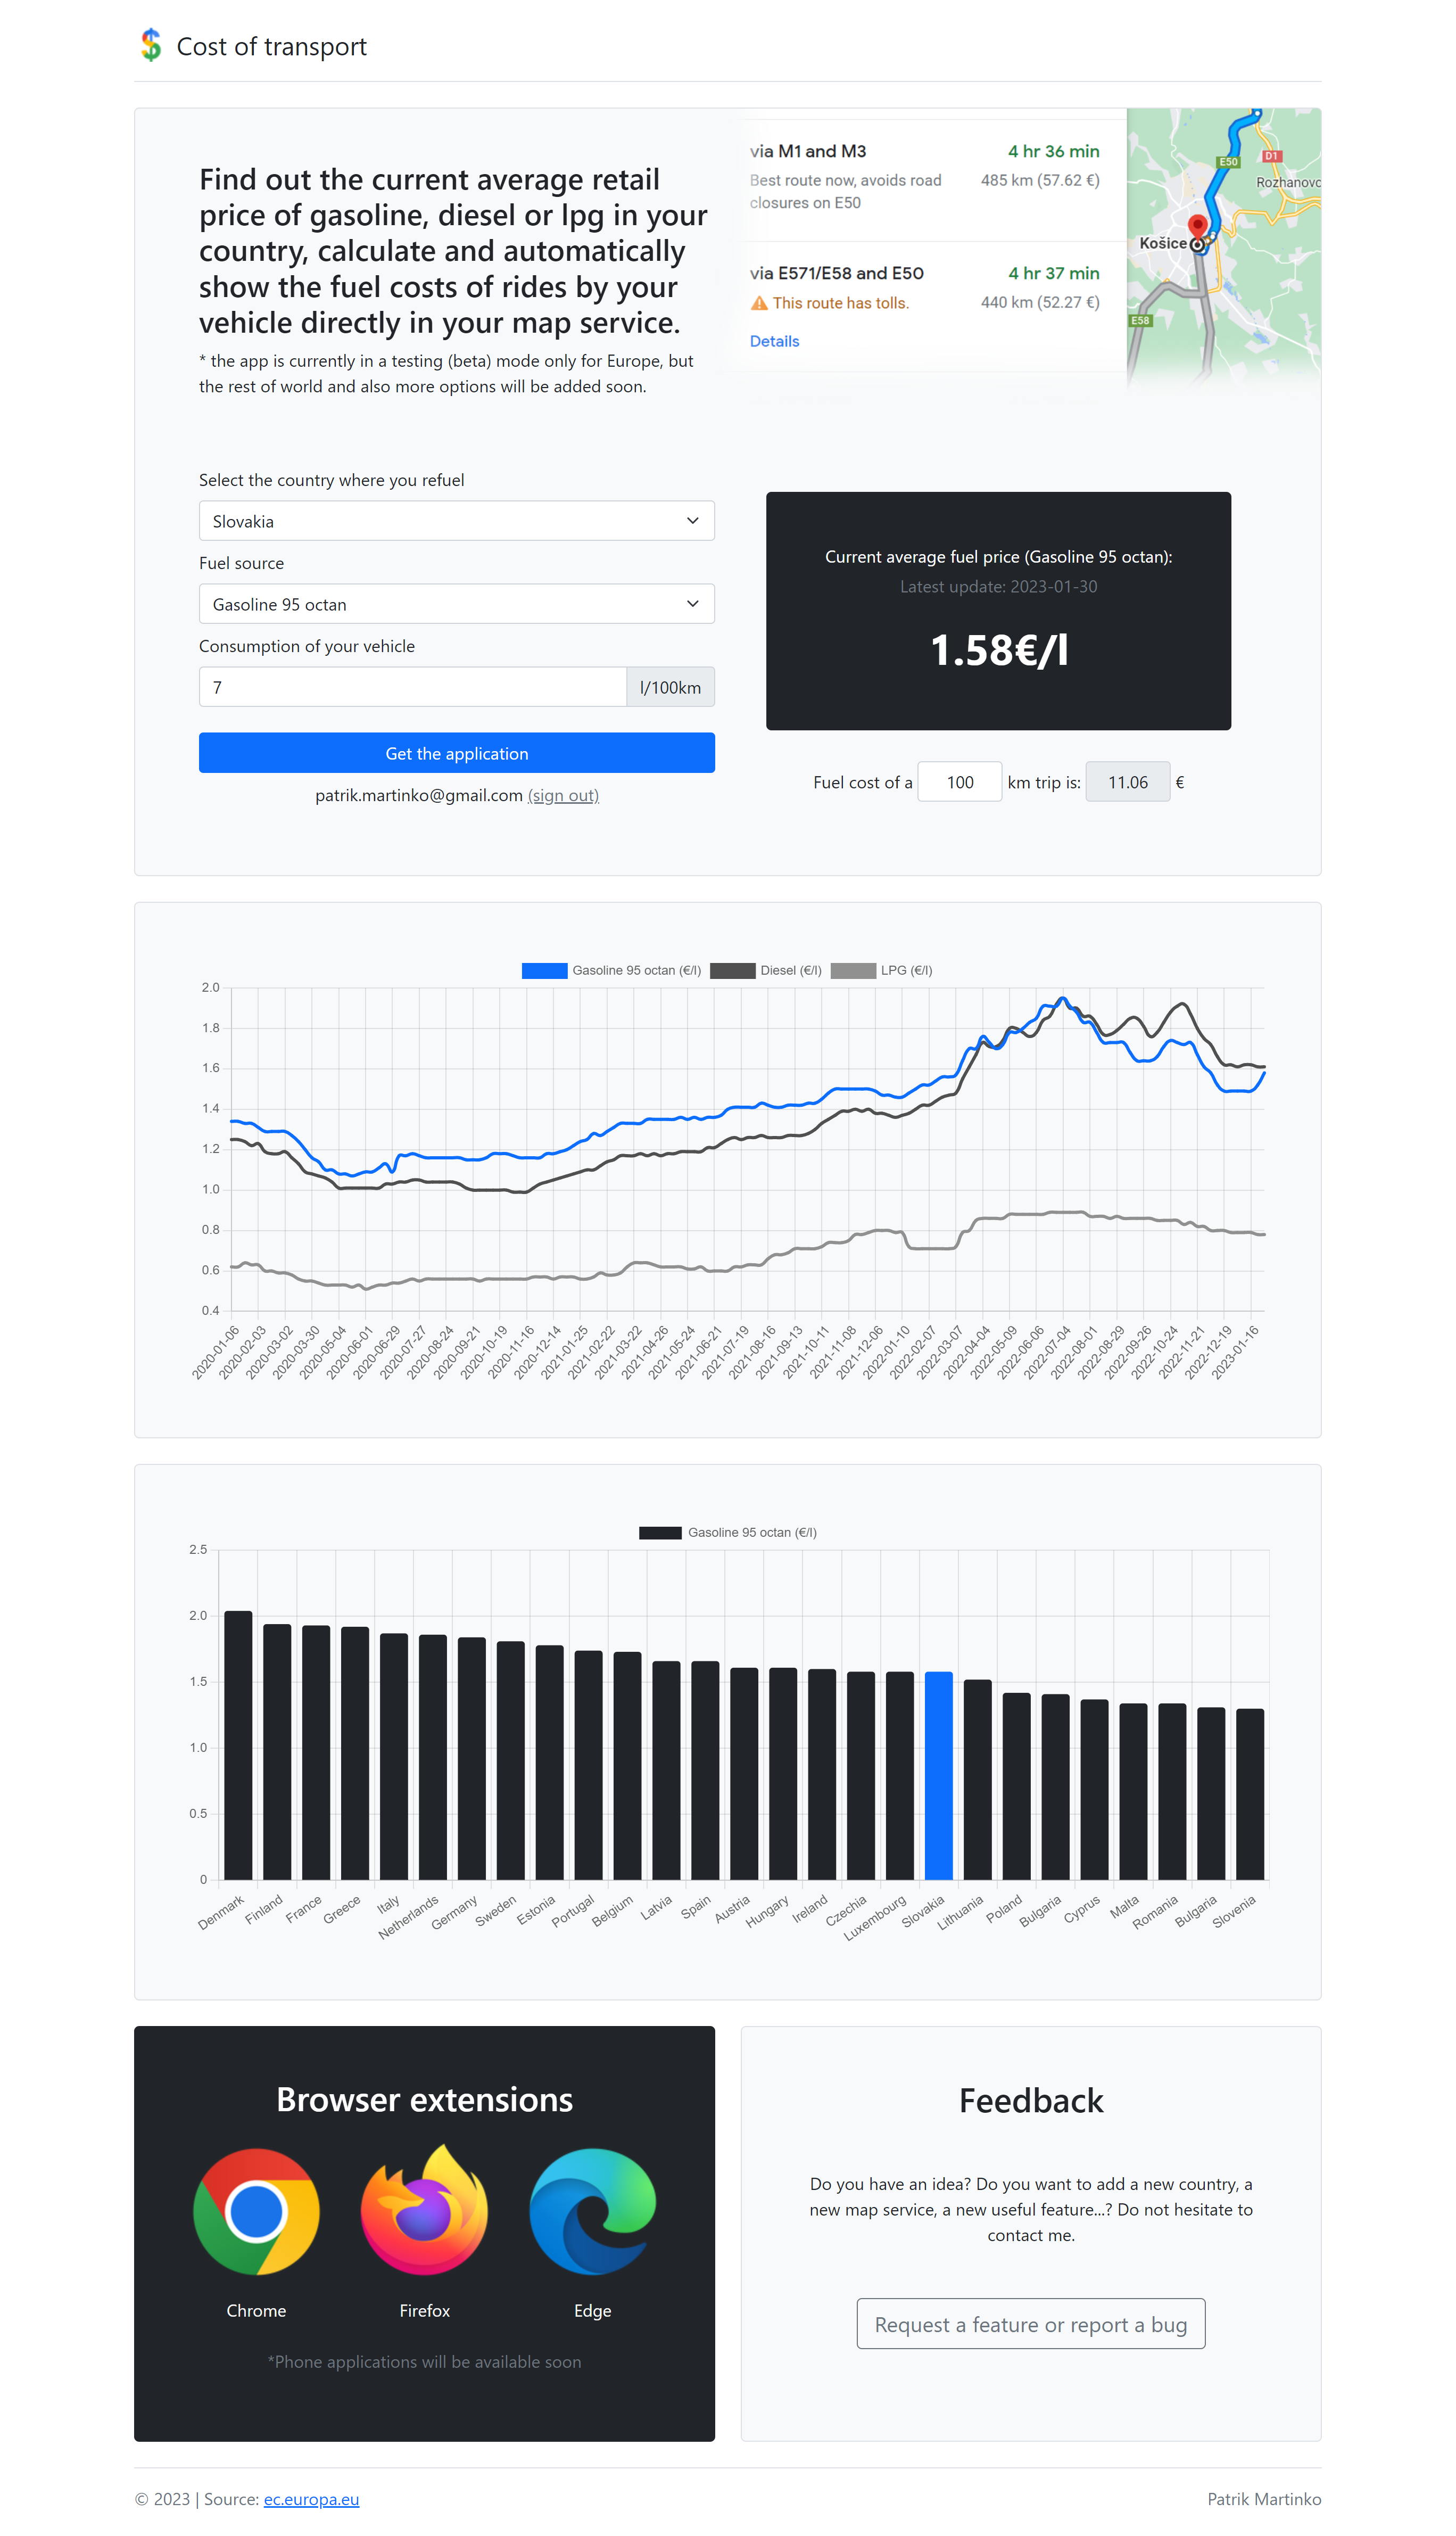 Cost of transport
Find out the current average retail
price of gasoline, diesel or lpg in your
country, calculate and automatically
show the fuel costs of rides by your
vehicle directly in your map service.
* the app is currently in a testing (beta) mode only for Europe, but
the rest of world and also more options will be added soon.
via M1 and M3
4 hr 36 min
Best route now, avoids road
closures on E50
485 km (57.62 €)
via E571/E58 and E50
4 hr 37 min
This route has tolls.
440 km (52.27 €)
Details
E50
D1
Rozhanovc
Košice
E58
Select the country where you refuel
Slovakia
Fuel source
Gasoline 95 octan
Consumption of your vehicle
7
l/100km
Get the application
patrik.martinko@gmail.com (sign out)
Current average fuel price (Gasoline 95 octan):
Latest update: 2023-01-30
1.58€/l
Fuel cost of a 100 km trip is: 11.06 €
Gasoline 95 octan (€/l) Diesel (€/l) LPG (€/l)
2.0
1.8
1.6
1.4
1.2
1.0
0.8
0.6
0.4
2020-01-06
2020-02-03
2020-03-02
2020-03-30
2020-05-04
2020-06-01
2020-06-29
2020-07-27
2020-08-24
2020-09-21
2020-10-19
2020-11-16
2020-12-14
2021-01-25
2021-02-22
2021-03-22
2021-04-26
2021-05-24
2021-06-21
2021-07-19
2021-08-16
2021-09-13
2021-10-11
2021-11-08
2021-12-06
2022-01-10
2022-02-07
2022-03-07
2022-04-04
2022-05-09
2022-06-06
2022-07-04
2022-08-01
2022-08-29
2022-09-26
2022-10-24
2022-11-21
2022-12-19
2023-01-16
Gasoline 95 octan (€/l)
2.5
2.0
1.5
1.0
0.5
0
Denmark
Finland
France
Greece
Italy
Netherlands
Germany
Sweden
Estonia
Portugal
Belgium
Latvia
Spain
Austria
Hungary
Ireland
Czechia
Luxembourg
Slovakia
Lithuania
Poland
Bulgaria
Cyprus
Malta
Romania
Bulgaria
Slovenia
Browser extensions
Chrome
Firefox
Edge
*Phone applications will be available soon
Feedback
Do you have an idea? Do you want to add a new country, a
new map service, a new useful feature...? Do not hesitate to
contact me.
Request a feature or report a bug
© 2023 | Source: ec.europa.eu
Patrik Martinko